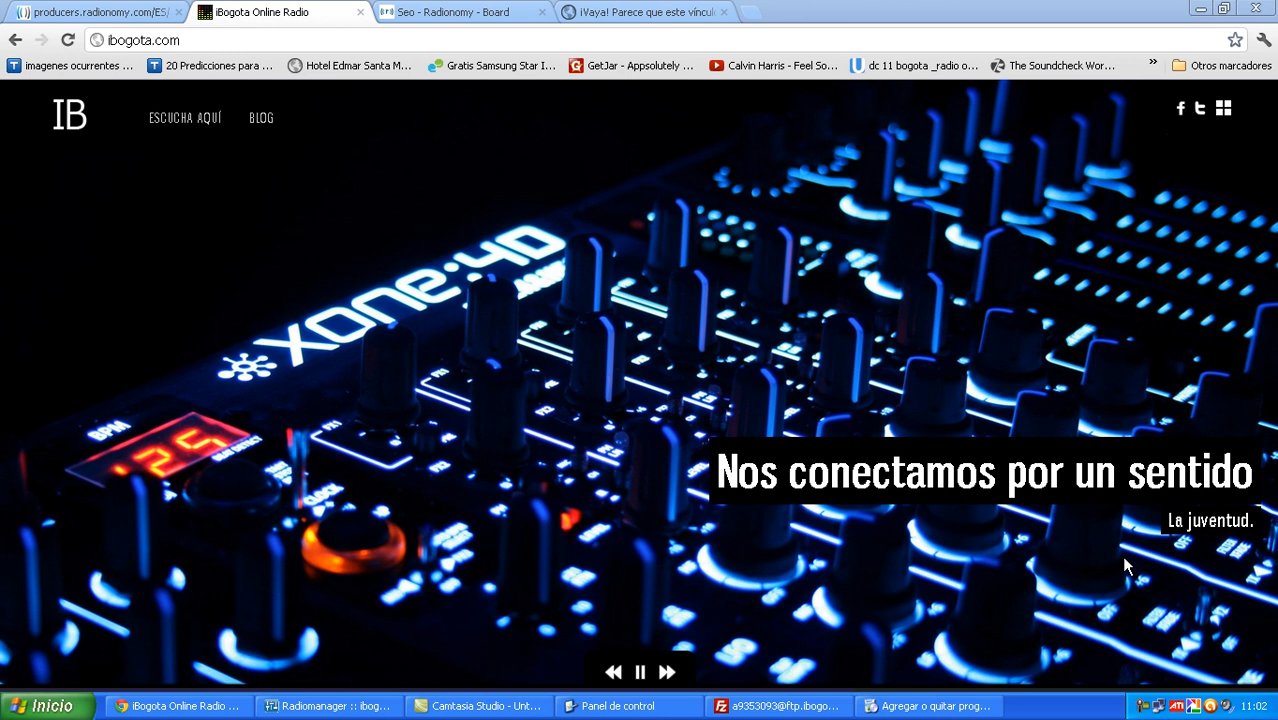 producers.radionomy.com/ES/
iBogota Online Radio
Seo - Radionomy - Board
¡Vaya! Parece que este víncul
ibogota.com
imagenes ocurrentes ...
20 Predicciones para ...
Hotel Edmar Santa M...
Gratis Samsung Star I...
GetJar - Appsolutely ...
Calvin Harris - Feel So...
dc 11 bogota _radio o...
The Soundcheck Wor...
Otros marcadores
IB
ESCUCHA AQUÍ
BLOG
XONE:4D
BPM
125
Nos conectamos por un sentido
La juventud.
Inicio
iBogota Online Radio ...
Radiomanager :: ibog...
Camtasia Studio - Unt...
Panel de control
a9353093@ftp.ibogo...
Agregar o quitar prog...
ATI
11:02